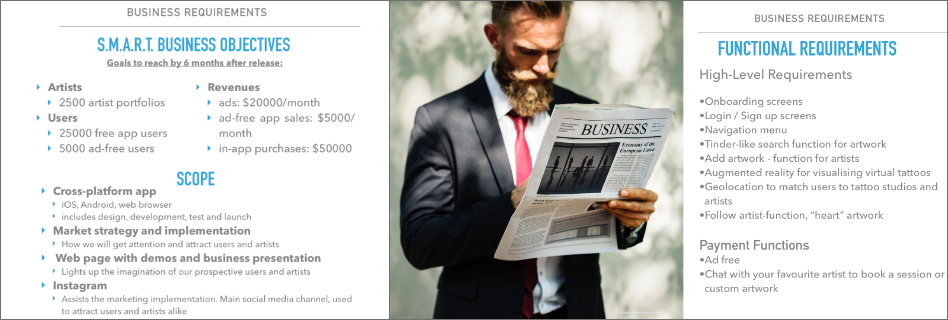 BUSINESS REQUIREMENTS
S.M.A.R.T. BUSINESS OBJECTIVES
Goals to reach by 6 months after release:
Artists
2500 artist portfolios
Users
25000 free app users
5000 ad-free users
Revenues
ads: $20000/month
ad-free app sales: $5000/
month
in-app purchases: $50000
SCOPE
Cross-platform app
iOS, Android, web browser
includes design, development, test and launch
Market strategy and implementation
How we will get attention and attract users and artists
Web page with demos and business presentation
Lights up the imagination of our prospective users and artists
Instagram
Assists the marketing implementation. Main social media channel, used
to attract users and artists alike
BUSINESS
Economy of the
European Union
BUSINESS REQUIREMENTS
FUNCTIONAL REQUIREMENTS
High-Level Requirements
•Onboarding screens
•Login / Sign up screens
•Navigation menu
•Tinder-like search function for artwork
•Add artwork - function for artists
•Augmented reality for visualising virtual tattoos
•Geolocation to match users to tattoo studios and
artists
•Follow artist-function, “heart” artwork
Payment Functions
•Ad free
•Chat with your favourite artist to book a session or
custom artwork